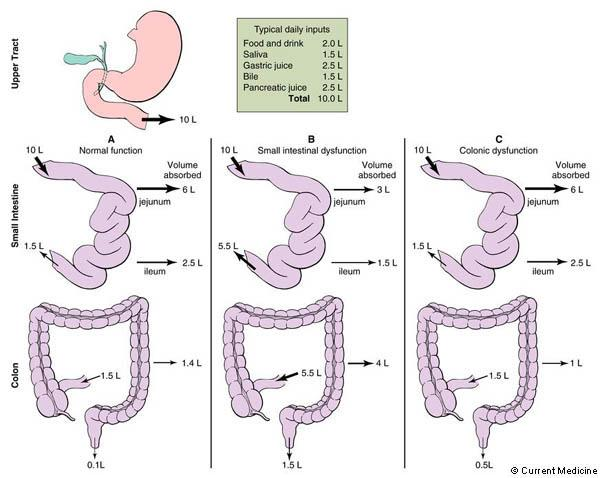 Upper Tract
Typical daily inputs
Food and drink 2.0 L
Saliva 1.5 L
Gastric juice 2.5 L
Bile 1.5 L
Pancreatic juice 2.5 L
Total 10.0 L
10 L
Small Intestine
A
Normal function
10 L
Volume absorbed
6 L
jejunum
1.5 L
2.5 L
ileum
B
Small intestinal dysfunction
10 L
Volume absorbed
3 L
jejunum
5.5 L
1.5 L
ileum
C
Colonic dysfunction
10 L
Volume absorbed
6 L
jejunum
1.5 L
2.5 L
ileum
Colon
1.4 L
1.5 L
0.1L
4 L
5.5 L
1.5 L
1 L
1.5 L
0.5L
© Current Medicine